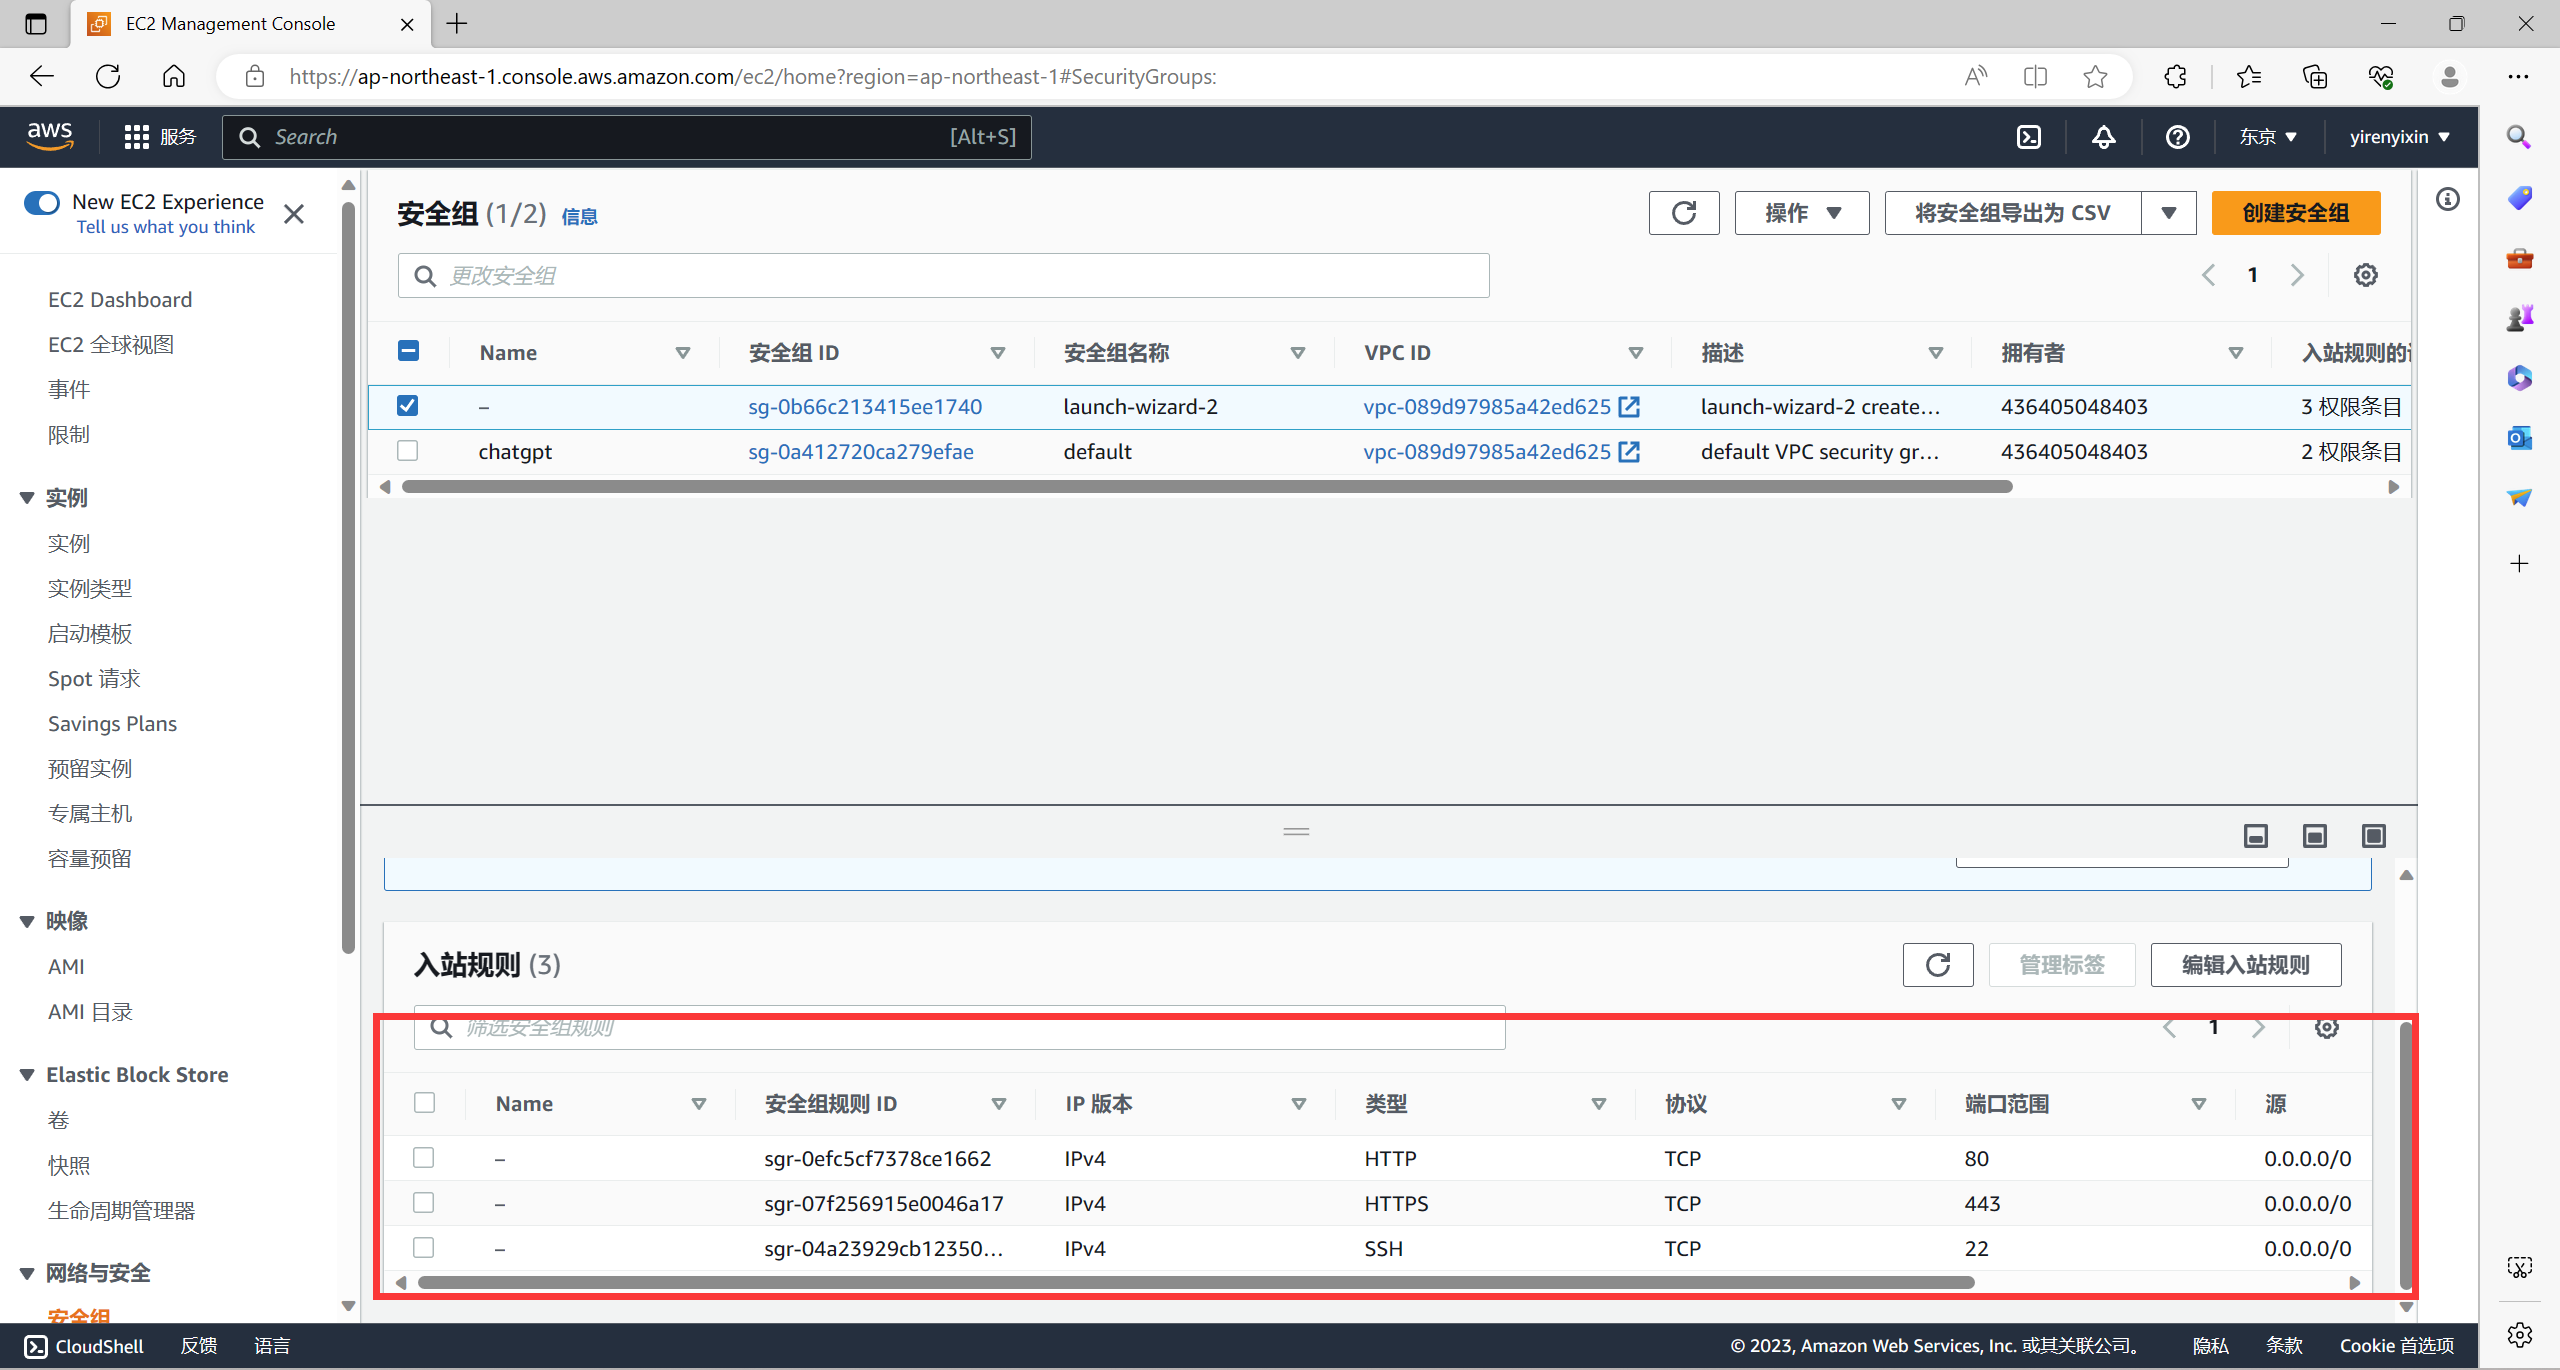 EC2 Management Console
https://ap-northeast-1.console.aws.amazon.com/ec2/home?region=ap-northeast-1#SecurityGroups:
aws 服务 Search [Alt+S] 东京 yirenyixin
New EC2 Experience
Tell us what you think
EC2 Dashboard
EC2 全球视图
事件
限制
实例
实例
实例类型
启动模板
Spot 请求
Savings Plans
预留实例
专属主机
容量预留
映像
AMI
AMI 目录
Elastic Block Store
卷
快照
生命周期管理器
网络与安全
安全组
安全组 (1/2) 信息 操作 将安全组导出为 CSV 创建安全组
更改安全组 1
Name 安全组 ID 安全组名称 VPC ID 描述 拥有者 入站规则的
– sg-0b66c213415ee1740 launch-wizard-2 vpc-089d97985a42ed625 launch-wizard-2 create... 436405048403 3 权限条目
chatgpt sg-0a412720ca279efae default vpc-089d97985a42ed625 default VPC security gr... 436405048403 2 权限条目
入站规则 (3) 管理标签 编辑入站规则
筛选安全组规则 1
Name 安全组规则 ID IP 版本 类型 协议 端口范围 源
– sgr-0efc5cf7378ce1662 IPv4 HTTP TCP 80 0.0.0.0/0
– sgr-07f256915e0046a17 IPv4 HTTPS TCP 443 0.0.0.0/0
– sgr-04a23929cb12350... IPv4 SSH TCP 22 0.0.0.0/0
CloudShell 反馈 语言 © 2023, Amazon Web Services, Inc. 或其关联公司。 隐私 条款 Cookie 首选项